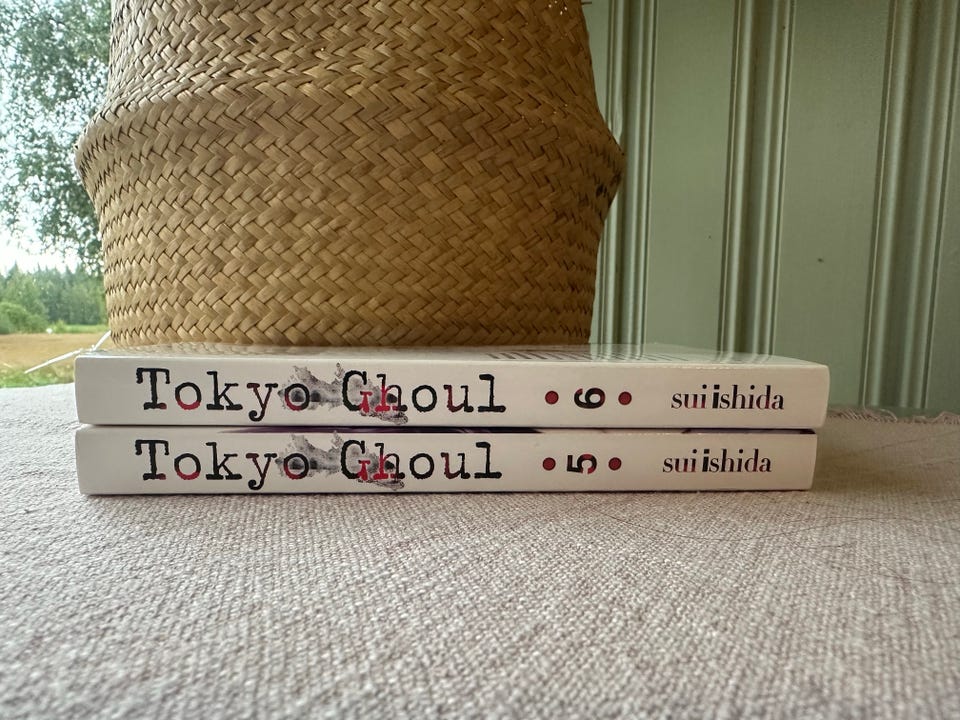 Tokyo Ghoul • 6 • sui ishida
Tokyo Ghoul • 5 • sui ishida